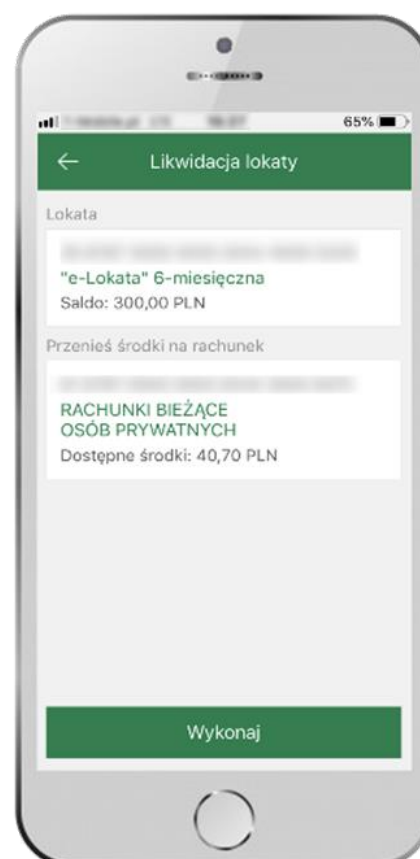 65%
Likwidacja lokaty
Lokata
"e-Lokata" 6-miesięczna
Saldo: 300,00 PLN
Przenieś środki na rachunek
RACHUNKI BIEŻĄCE
OSÓB PRYWATNYCH
Dostępne środki: 40,70 PLN
Wykonaj